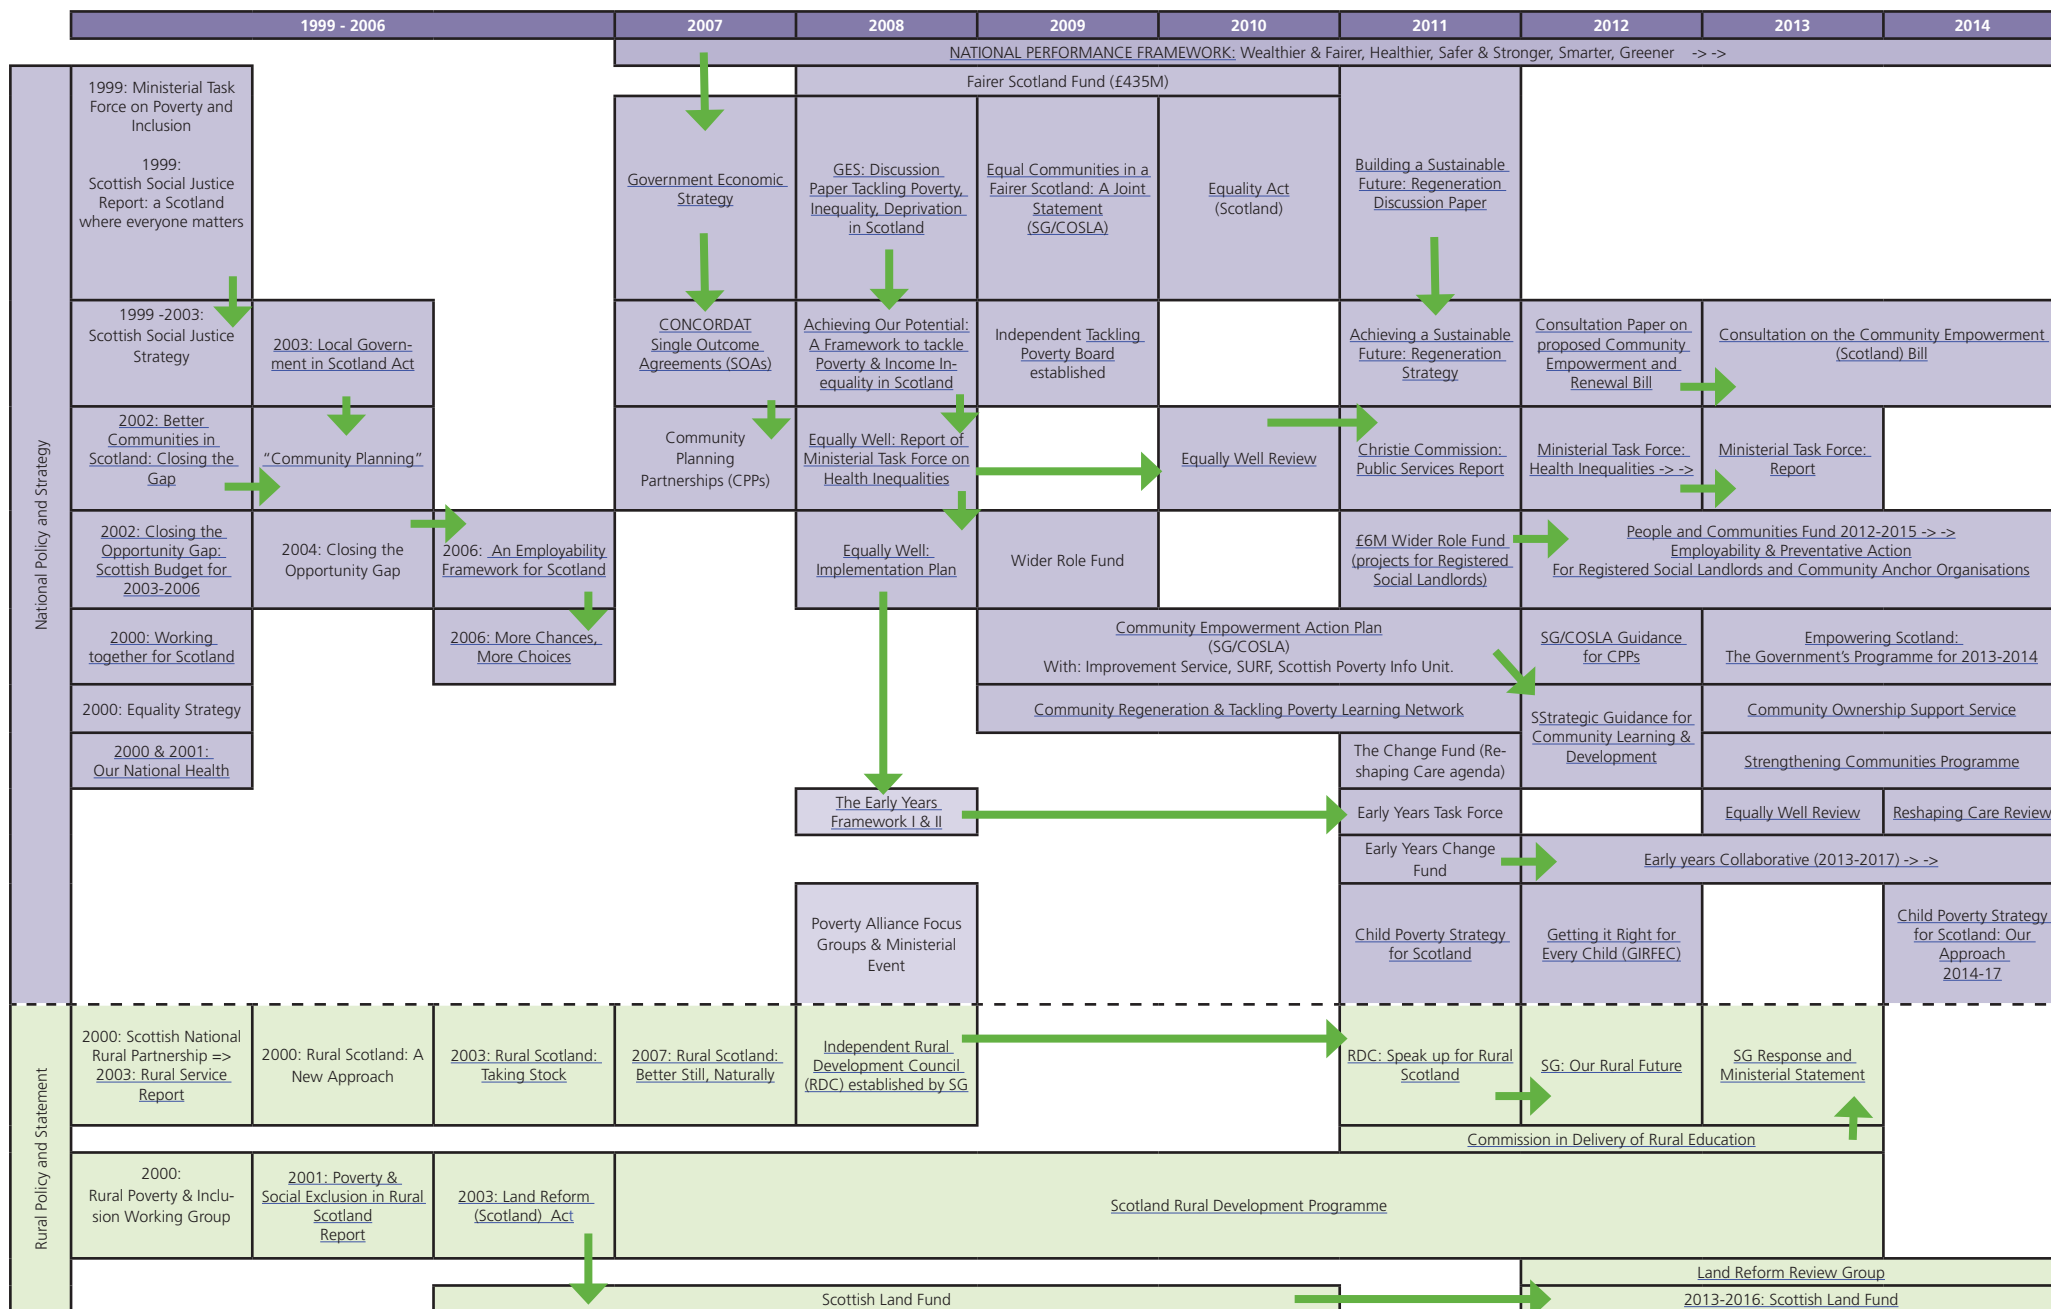 1999 - 2006
2007
2008
2009
2010
2011
2012
2013
2014
NATIONAL PERFORMANCE FRAMEWORK: Wealthier & Fairer, Healthier, Safer & Stronger, Smarter, Greener -> ->
National Policy and Strategy
1999: Ministerial Task
Force on Poverty and
Inclusion
1999:
Scottish Social Justice
Report: a Scotland
where everyone matters
Fairer Scotland Fund (£435M)
Government Economic
Strategy
GES: Discussion
Paper Tackling Poverty,
Inequality, Deprivation
in Scotland
Equal Communities in a
Fairer Scotland: A Joint
Statement
(SG/COSLA)
Equality Act
(Scotland)
Building a Sustainable
Future: Regeneration
Discussion Paper
1999 -2003:
Scottish Social Justice
Strategy
2003: Local Govern-
ment in Scotland Act
CONCORDAT
Single Outcome
Agreements (SOAs)
Achieving Our Potential:
A Framework to tackle
Poverty & Income In-
equality in Scotland
Independent Tackling
Poverty Board
established
Achieving a Sustainable
Future: Regeneration
Strategy
Consultation Paper on
proposed Community
Empowerment and
Renewal Bill
Consultation on the Community Empowerment
(Scotland) Bill
2002: Better
Communities in
Scotland: Closing the
Gap
“Community Planning”
Community
Planning
Partnerships (CPPs)
Equally Well: Report of
Ministerial Task Force on
Health Inequalities
Equally Well Review
Christie Commission:
Public Services Report
Ministerial Task Force:
Health Inequalities -> ->
Ministerial Task Force:
Report
2002: Closing the
Opportunity Gap:
Scottish Budget for
2003-2006
2004: Closing the
Opportunity Gap
2006: An Employability
Framework for Scotland
Equally Well:
Implementation Plan
Wider Role Fund
£6M Wider Role Fund
(projects for Registered
Social Landlords)
People and Communities Fund 2012-2015 -> ->
Employability & Preventative Action
For Registered Social Landlords and Community Anchor Organisations
2000: Working
together for Scotland
2006: More Chances,
More Choices
Community Empowerment Action Plan
(SG/COSLA)
With: Improvement Service, SURF, Scottish Poverty Info Unit.
SG/COSLA Guidance
for CPPs
Empowering Scotland:
The Government’s Programme for 2013-2014
2000: Equality Strategy
Community Regeneration & Tackling Poverty Learning Network
SStrategic Guidance for
Community Learning &
Development
Community Ownership Support Service
2000 & 2001:
Our National Health
The Change Fund (Re-
shaping Care agenda)
Strengthening Communities Programme
The Early Years
Framework I & II
Early Years Task Force
Equally Well Review
Reshaping Care Review
Early Years Change
Fund
Early years Collaborative (2013-2017) -> ->
Poverty Alliance Focus
Groups & Ministerial
Event
Child Poverty Strategy
for Scotland
Getting it Right for
Every Child (GIRFEC)
Child Poverty Strategy
for Scotland: Our
Approach
2014-17
Rural Policy and Statement
2000: Scottish National
Rural Partnership =>
2003: Rural Service
Report
2000: Rural Scotland: A
New Approach
2003: Rural Scotland:
Taking Stock
2007: Rural Scotland:
Better Still, Naturally
Independent Rural
Development Council
(RDC) established by SG
RDC: Speak up for Rural
Scotland
SG: Our Rural Future
SG Response and
Ministerial Statement
Commission in Delivery of Rural Education
2000:
Rural Poverty & Inclu-
sion Working Group
2001: Poverty &
Social Exclusion in Rural
Scotland
Report
2003: Land Reform
(Scotland) Act
Scotland Rural Development Programme
Land Reform Review Group
Scottish Land Fund
2013-2016: Scottish Land Fund